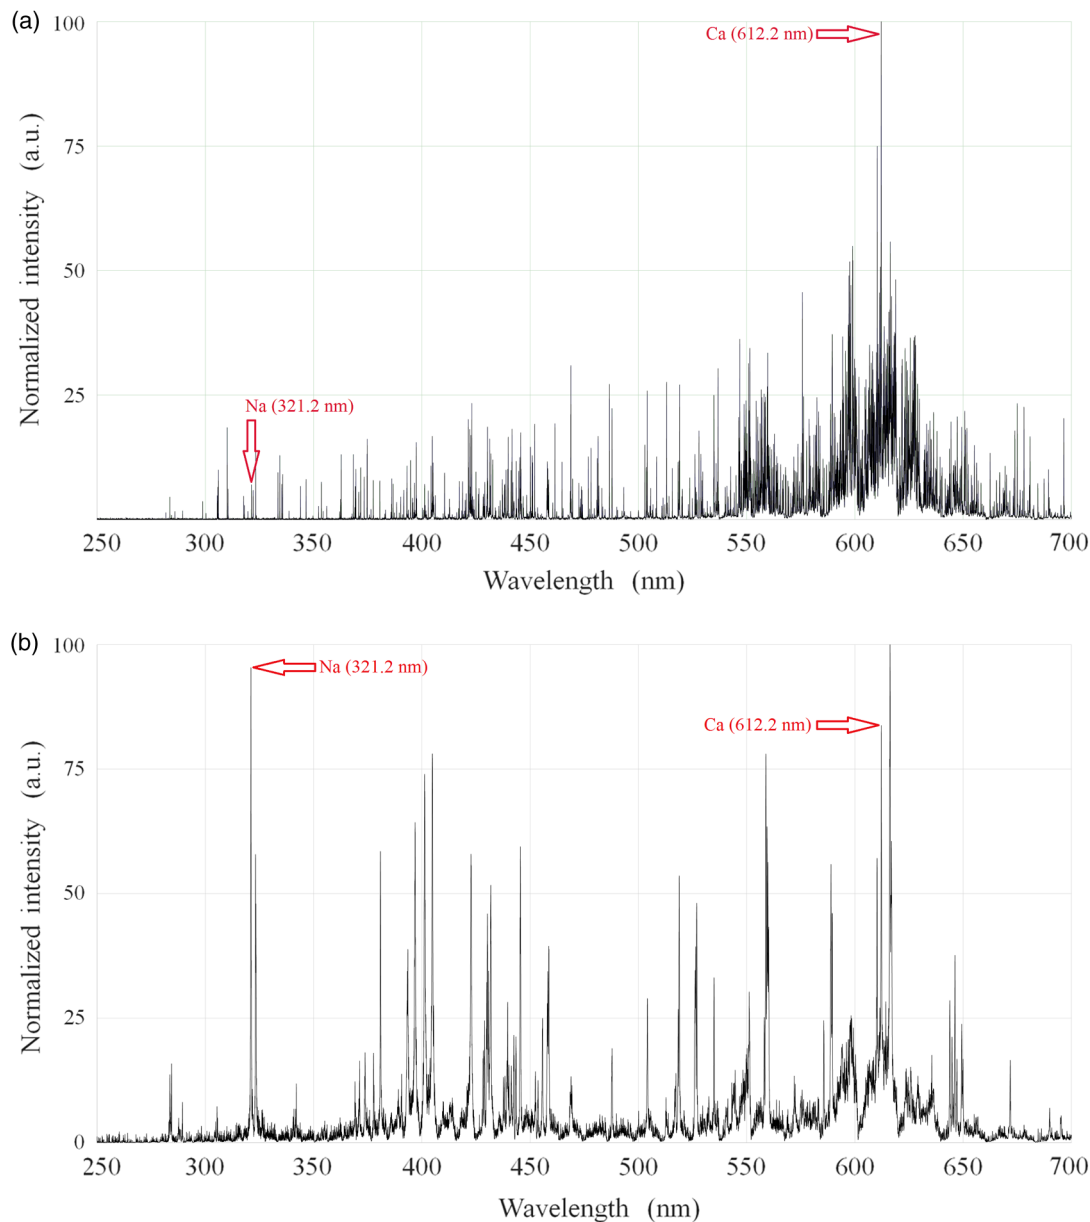 (a)
100
Ca (612.2 nm)
75
50
25
Na (321.2 nm)
Normalized intensity (a.u.)
250 300 350 400 450 500 550 600 650 700
Wavelength (nm)
(b)
100
Na (321.2 nm)
Ca (612.2 nm)
75
50
25
0
Normalized intensity (a.u.)
250 300 350 400 450 500 550 600 650 700
Wavelength (nm)